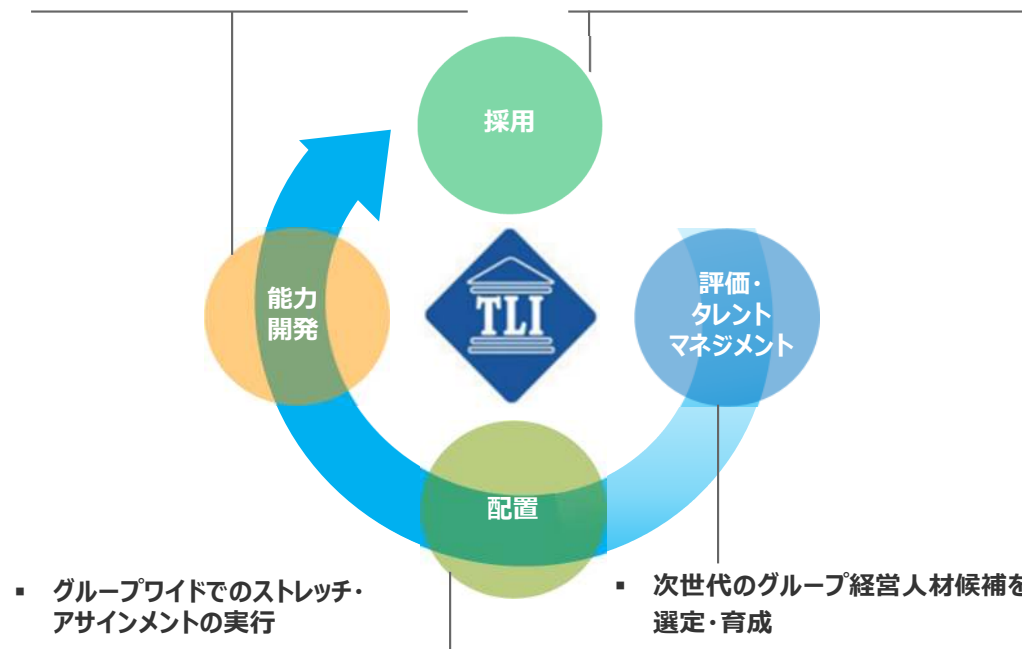 採用
能力
開発
TLI
評価・
タレント
マネジメント
配置
▪ グループワイドでのストレッチ・
アサインメントの実行
▪ 次世代のグループ経営人材候補を
選定・育成